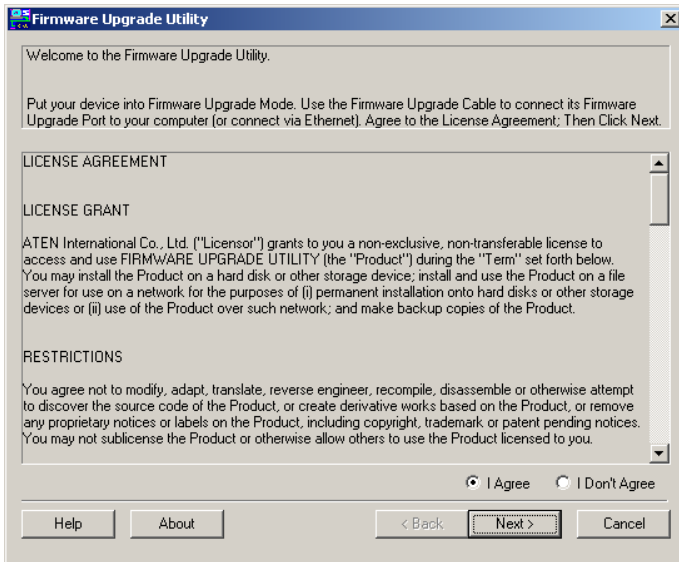 Firmware Upgrade Utility
Welcome to the Firmware Upgrade Utility.
Put your device into Firmware Upgrade Mode. Use the Firmware Upgrade Cable to connect its Firmware
Upgrade Port to your computer (or connect via Ethernet). Agree to the License Agreement; Then Click Next.
LICENSE AGREEMENT
LICENSE GRANT
ATEN International Co., Ltd. ("Licensor") grants to you a non-exclusive, non-transferable license to
access and use FIRMWARE UPGRADE UTILITY (the "Product") during the "Term" set forth below.
You may install the Product on a hard disk or other storage device; install and use the Product on a file
server for use on a network for the purposes of (i) permanent installation onto hard disks or other storage
devices or (ii) use of the Product over such network; and make backup copies of the Product.
RESTRICTIONS
You agree not to modify, adapt, translate, reverse engineer, recompile, disassemble or otherwise attempt
to discover the source code of the Product, or create derivative works based on the Product, or remove
any proprietary notices or labels on the Product, including copyright, trademark or patent pending notices.
You may not sublicense the Product or otherwise allow others to use the Product licensed to you.
I Agree I Don't Agree
Help About < Back Next > Cancel